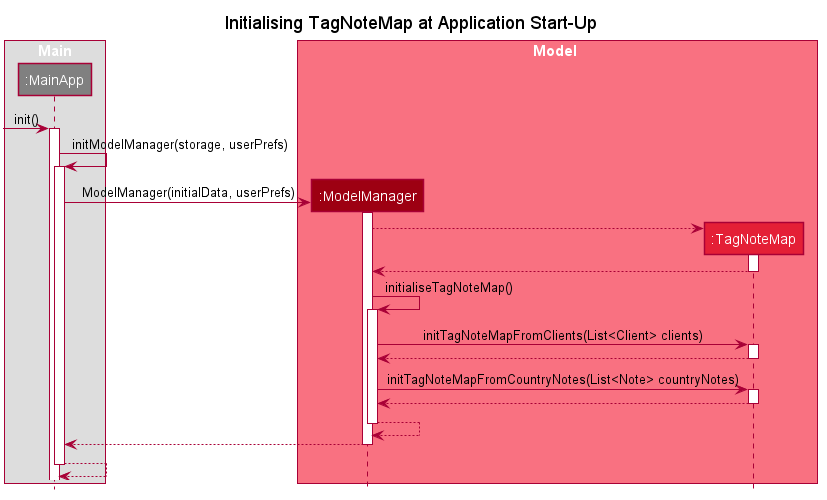 Initialising TagNoteMap at Application Start-Up
Main
Model
:MainApp
init()
initModelManager(storage, userPrefs)
ModelManager(initialData, userPrefs)
:ModelManager
:TagNoteMap
initialiseTagNoteMap()
initTagNoteMapFromClients(List<Client> clients)
initTagNoteMapFromCountryNotes(List<Note> countryNotes)